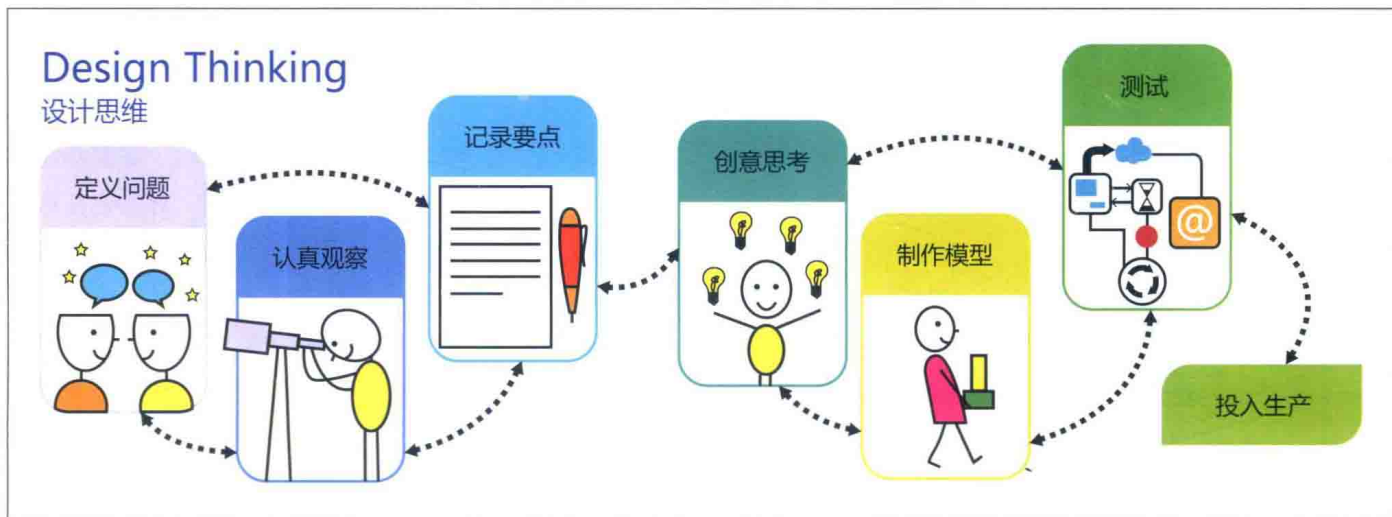 Design Thinking
设计思维
定义问题
认真观察
记录要点
创意思考
制作模型
测试
@
投入生产